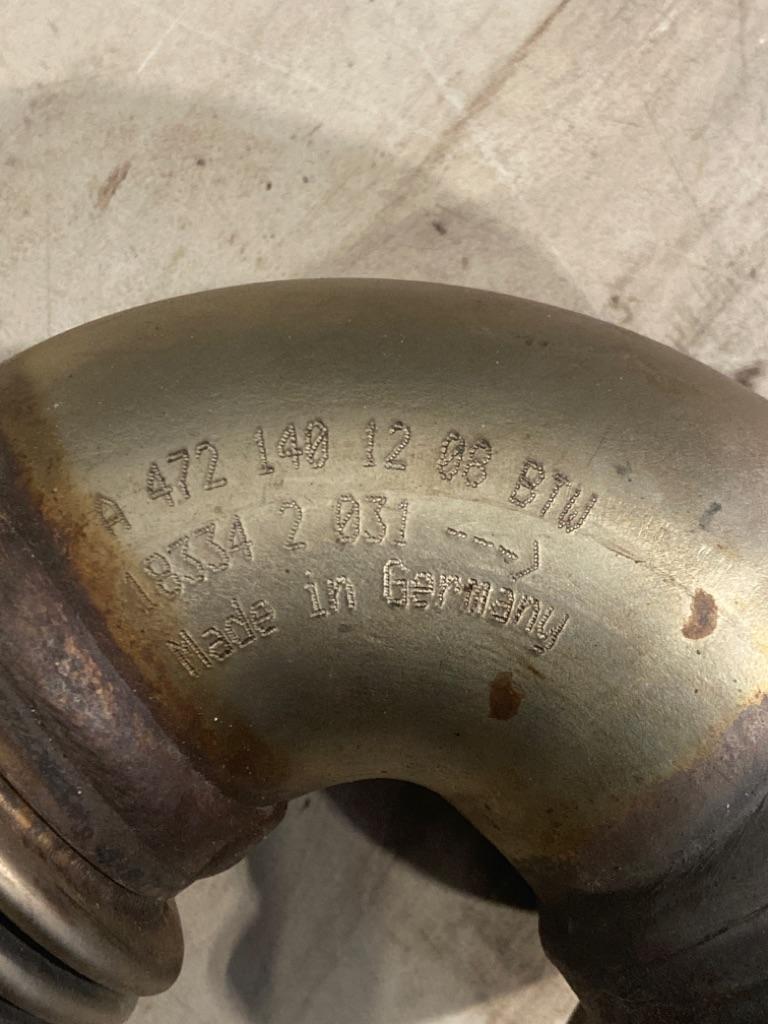 A 472 140 12 08 BTW
18334 2 031 --->
Made in Germany